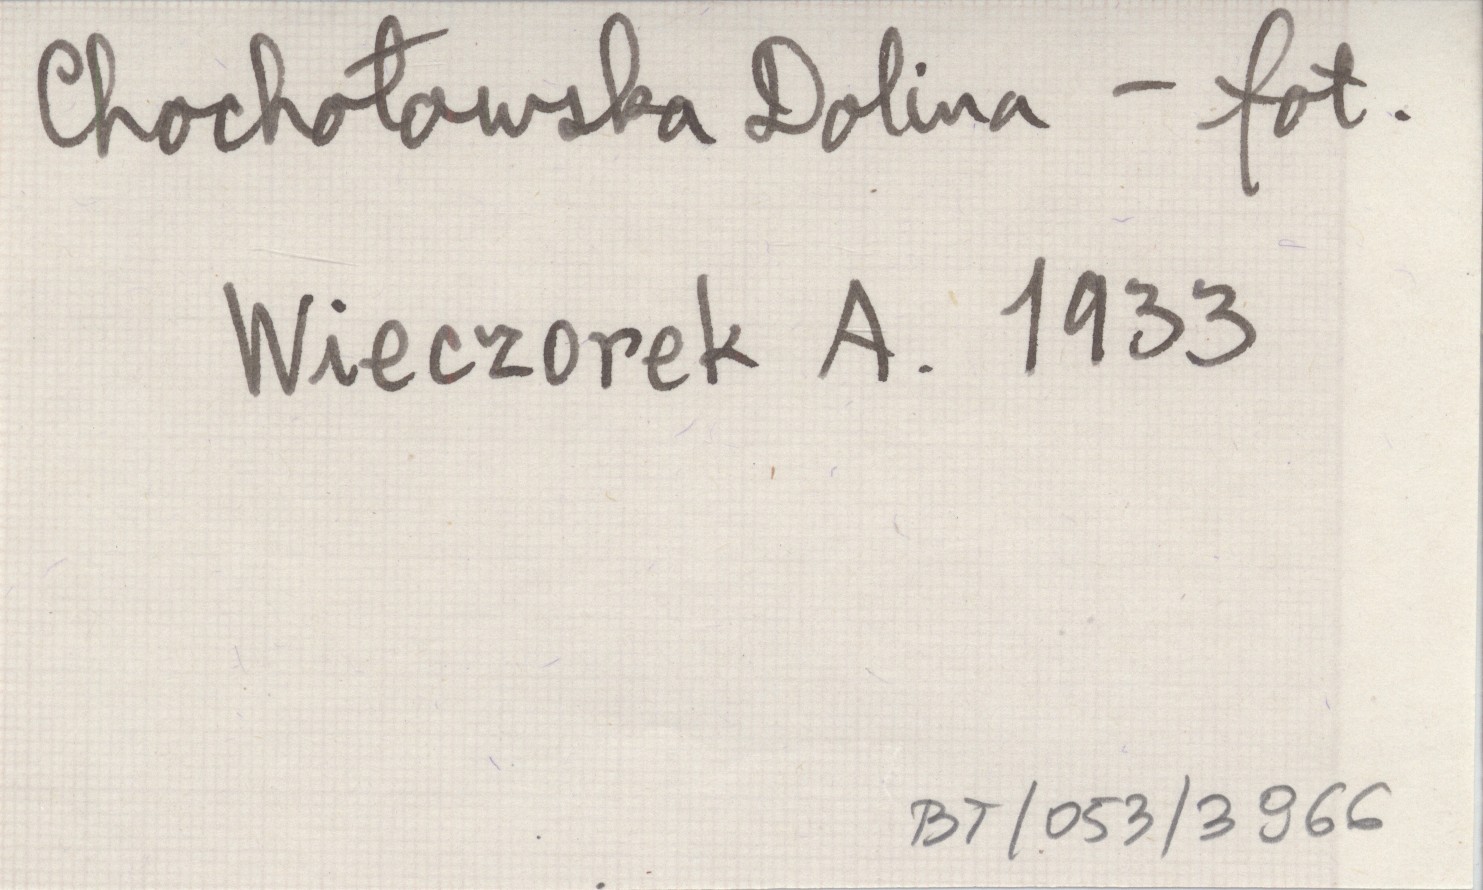 Chochołowska Dolina - fot.
Wieczorek A. 1933
BT/053/3966